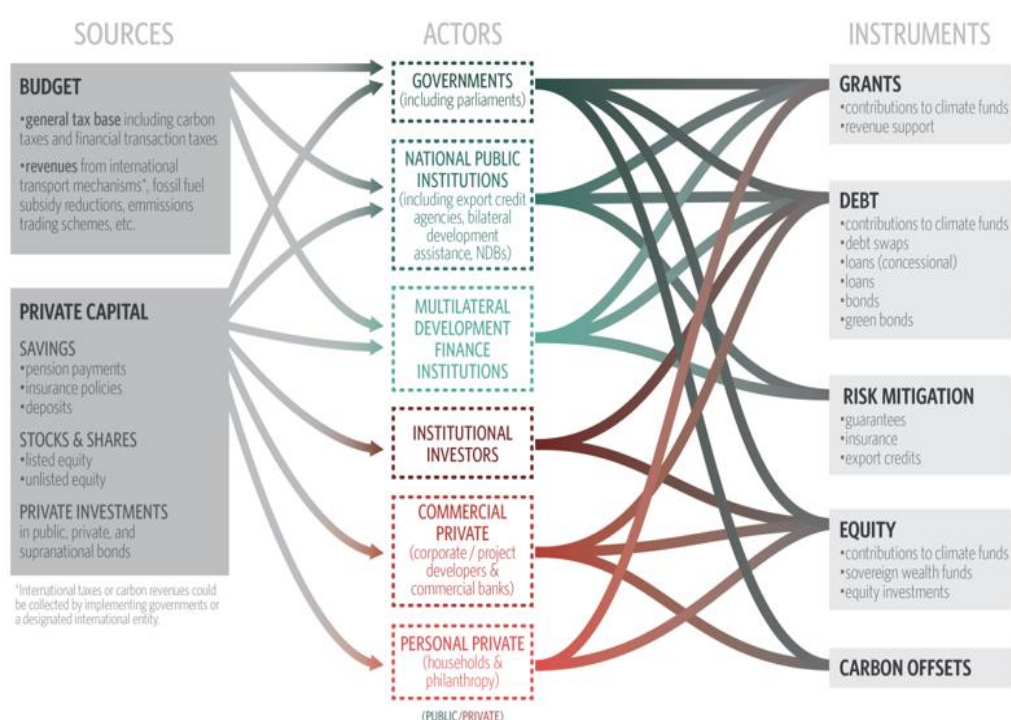 SOURCES
ACTORS
INSTRUMENTS
BUDGET
•general tax base including carbon
taxes and financial transaction taxes
•revenues from international
transport mechanisms*, fossil fuel
subsidy reductions, emmissions
trading schemes, etc.
PRIVATE CAPITAL
SAVINGS
•pension payments
•insurance policies
•deposits
STOCKS & SHARES
•listed equity
•unlisted equity
PRIVATE INVESTMENTS
in public, private, and
supranational bonds
*International taxes or carbon revenues could
be collected by implementing governments or
a designated international entity.
GOVERNMENTS
(including parliaments)
NATIONAL PUBLIC
INSTITUTIONS
(including export credit
agencies, bilateral
development
assistance, NDBs)
MULTILATERAL
DEVELOPMENT
FINANCE
INSTITUTIONS
INSTITUTIONAL
INVESTORS
COMMERCIAL
PRIVATE
(corporate / project
developers &
commercial banks)
PERSONAL PRIVATE
(households &
philanthropy)
(PUBLIC/PRIVATE)
GRANTS
•contributions to climate funds
•revenue support
DEBT
•contributions to climate funds
•debt swaps
•loans (concessional)
•loans
•bonds
•green bonds
RISK MITIGATION
•guarantees
•insurance
•export credits
EQUITY
•contributions to climate funds
•sovereign wealth funds
•equity investments
CARBON OFFSETS